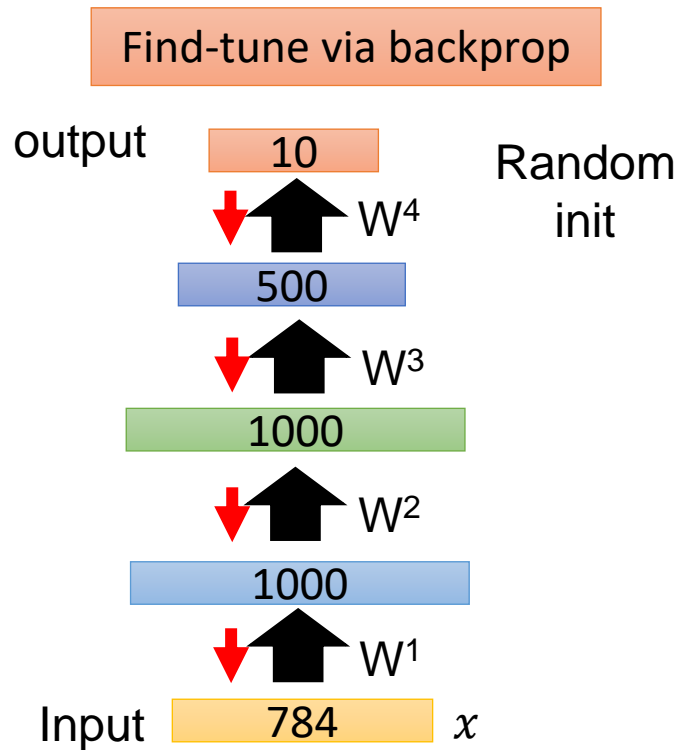 Find-tune via backprop
output
10
Random
init
W⁴
500
W³
1000
W²
1000
W¹
Input
784
x